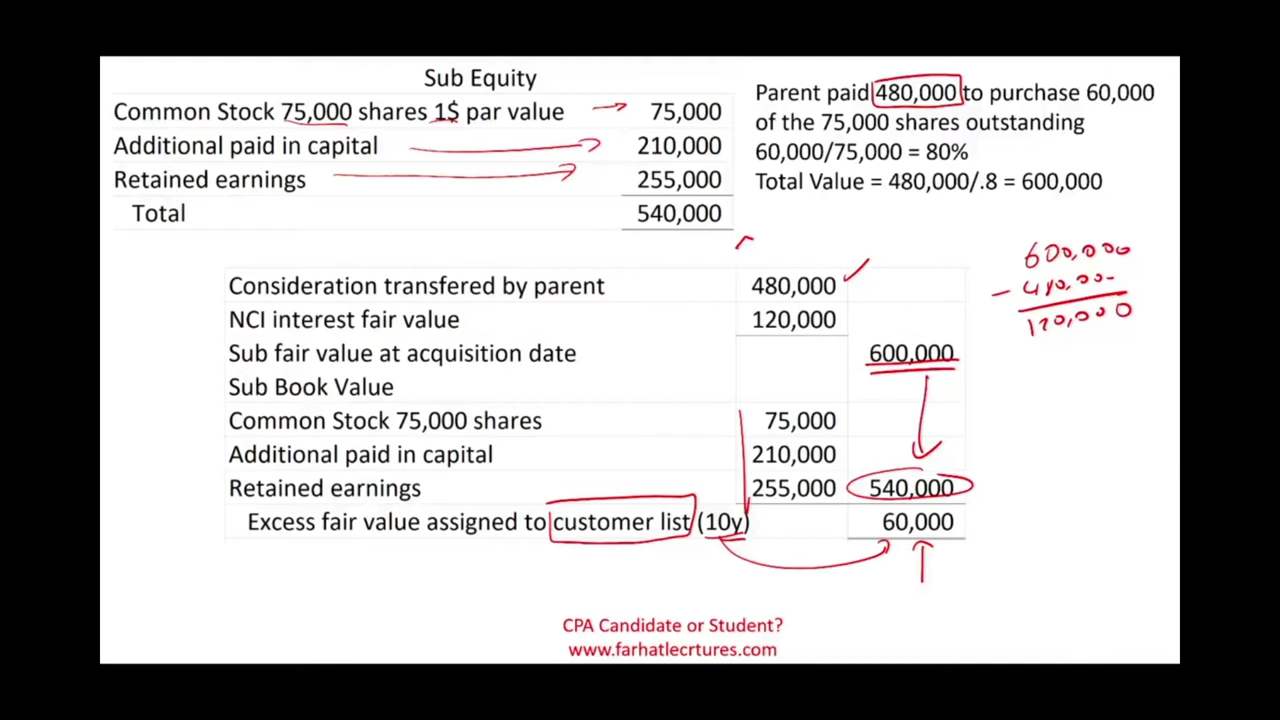 Sub Equity
Common Stock 75,000 shares 1$ par value 75,000
Additional paid in capital 210,000
Retained earnings 255,000
Total 540,000
Parent paid 480,000 to purchase 60,000
of the 75,000 shares outstanding
60,000/75,000 = 80%
Total Value = 480,000/.8 = 600,000
600,000
- 480,000
120,000
Consideration transfered by parent 480,000
NCI interest fair value 120,000
Sub fair value at acquisition date 600,000
Sub Book Value
Common Stock 75,000 shares 75,000
Additional paid in capital 210,000
Retained earnings 255,000 540,000
Excess fair value assigned to customer list (10y) 60,000
CPA Candidate or Student?
www.farhatlecrtures.com